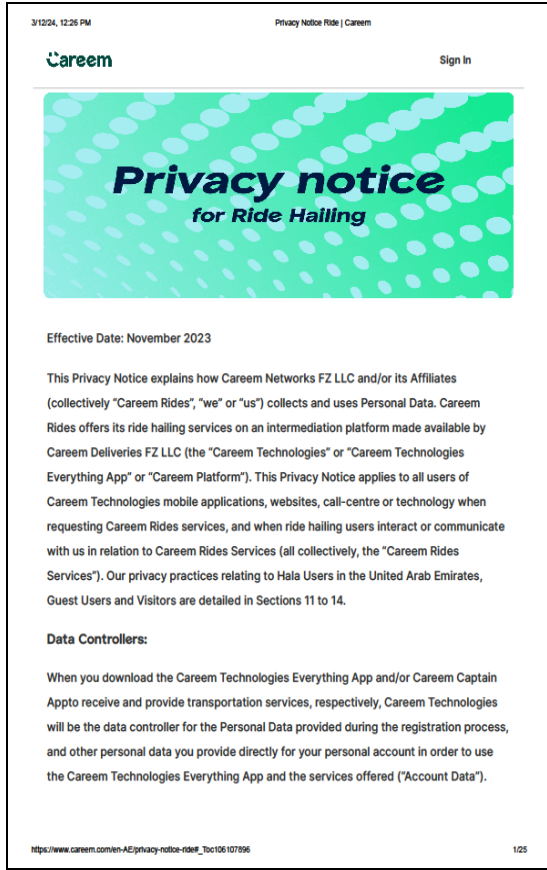 3/12/24, 12:26 PM Privacy Notice Ride | Careem
Careem Sign In
Privacy notice
for Ride Hailing
Effective Date: November 2023
This Privacy Notice explains how Careem Networks FZ LLC and/or its Affiliates
(collectively “Careem Rides”, “we” or “us”) collects and uses Personal Data. Careem
Rides offers its ride hailing services on an intermediation platform made available by
Careem Deliveries FZ LLC (the “Careem Technologies” or “Careem Technologies
Everything App” or “Careem Platform”). This Privacy Notice applies to all users of
Careem Technologies mobile applications, websites, call-centre or technology when
requesting Careem Rides services, and when ride hailing users interact or communicate
with us in relation to Careem Rides Services (all collectively, the “Careem Rides
Services”). Our privacy practices relating to Hala Users in the United Arab Emirates,
Guest Users and Visitors are detailed in Sections 11 to 14.
Data Controllers:
When you download the Careem Technologies Everything App and/or Careem Captain
Appto receive and provide transportation services, respectively, Careem Technologies
will be the data controller for the Personal Data provided during the registration process,
and other personal data you provide directly for your personal account in order to use
the Careem Technologies Everything App and the services offered (“Account Data”).
https://www.careem.com/en-AE/privacy-notice-ride#_Toc106107896 1/25